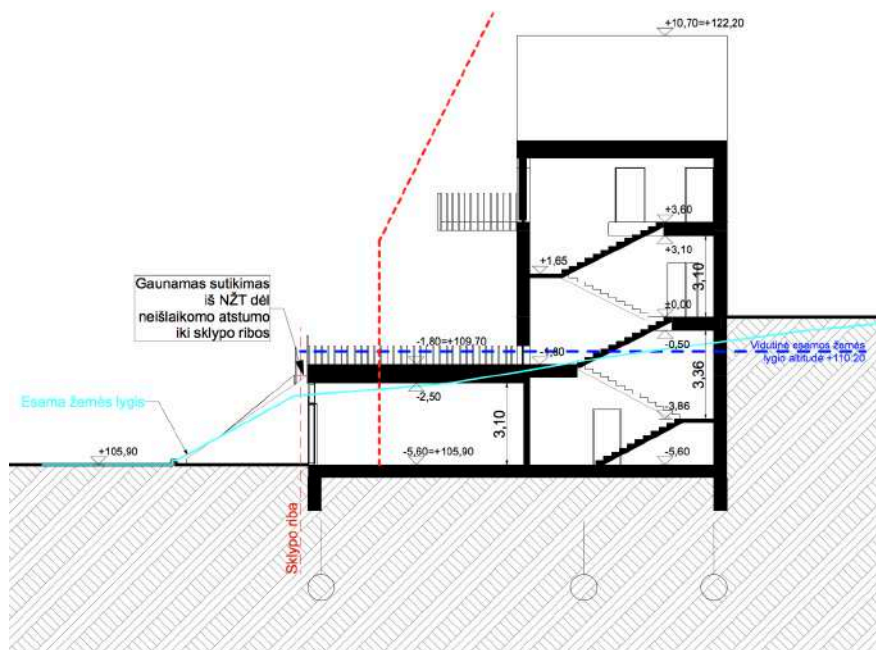 +10,70=+122,20
+3,60
+3,10
+1,65
3,10
Gaunamas sutikimas
iš NŽT dėl
neišlaikomo atstumo
iki sklypo ribos
±0,00
-0,50
-1,80=+109,70
-1,80
Vidutinė esamos žemės
lygio altitudė +110.20
3,36
-2,50
Esama žemės lygis
3,10
-3,86
+105,90
-5,60=+105,90
-5,60
Sklypo riba